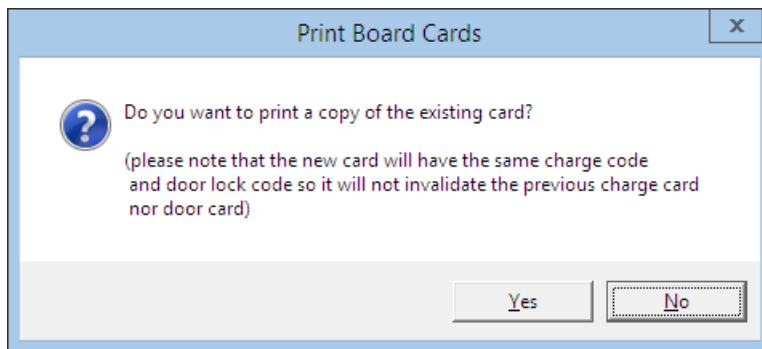 Print Board Cards
x
?
Do you want to print a copy of the existing card?
(please note that the new card will have the same charge code
and door lock code so it will not invalidate the previous charge card
nor door card)
Yes
No